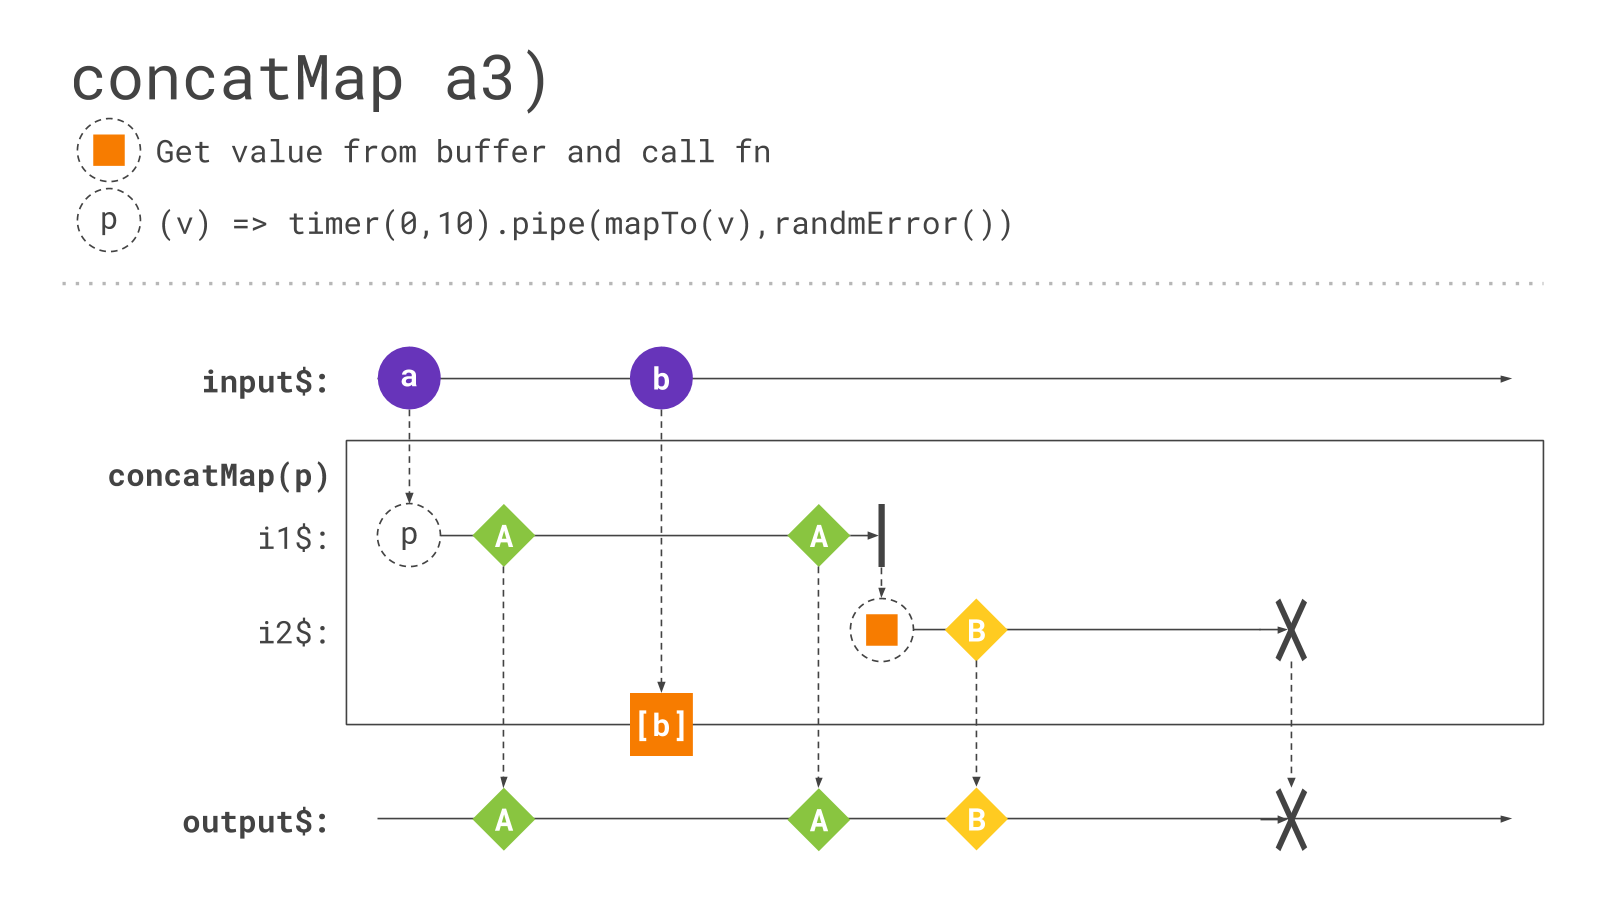 concatMap a3)
Get value from buffer and call fn
p (v) => timer(0,10).pipe(mapTo(v),randmError())
input$: a b
concatMap(p)
i1$: p A A
i2$: B X
[b]
output$: A A B X